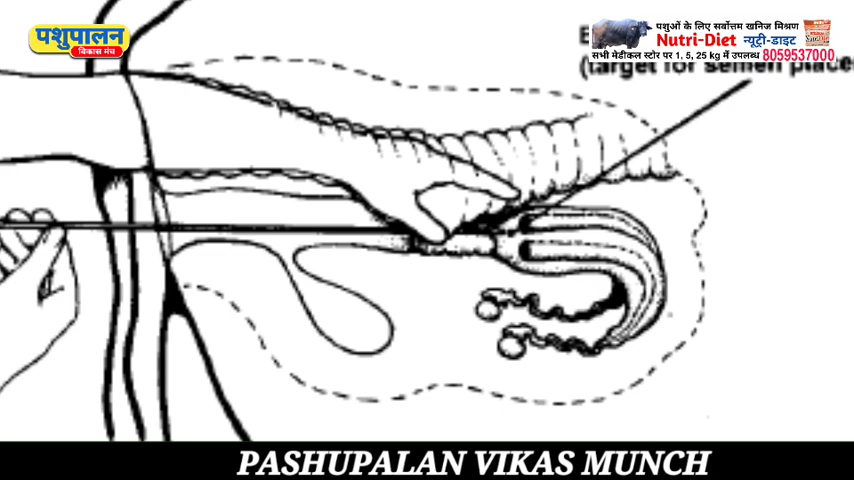 पशुपालन
विकास मंच
पशुओं के लिए सर्वोत्तम खनिज मिश्रण
Nutri-Diet न्यूट्री-डाइट
सभी मेडीकल स्टोर पर 1, 5, 25 kg में उपलब्ध 8059537000
(target for semen place
PASHUPALAN VIKAS MUNCH